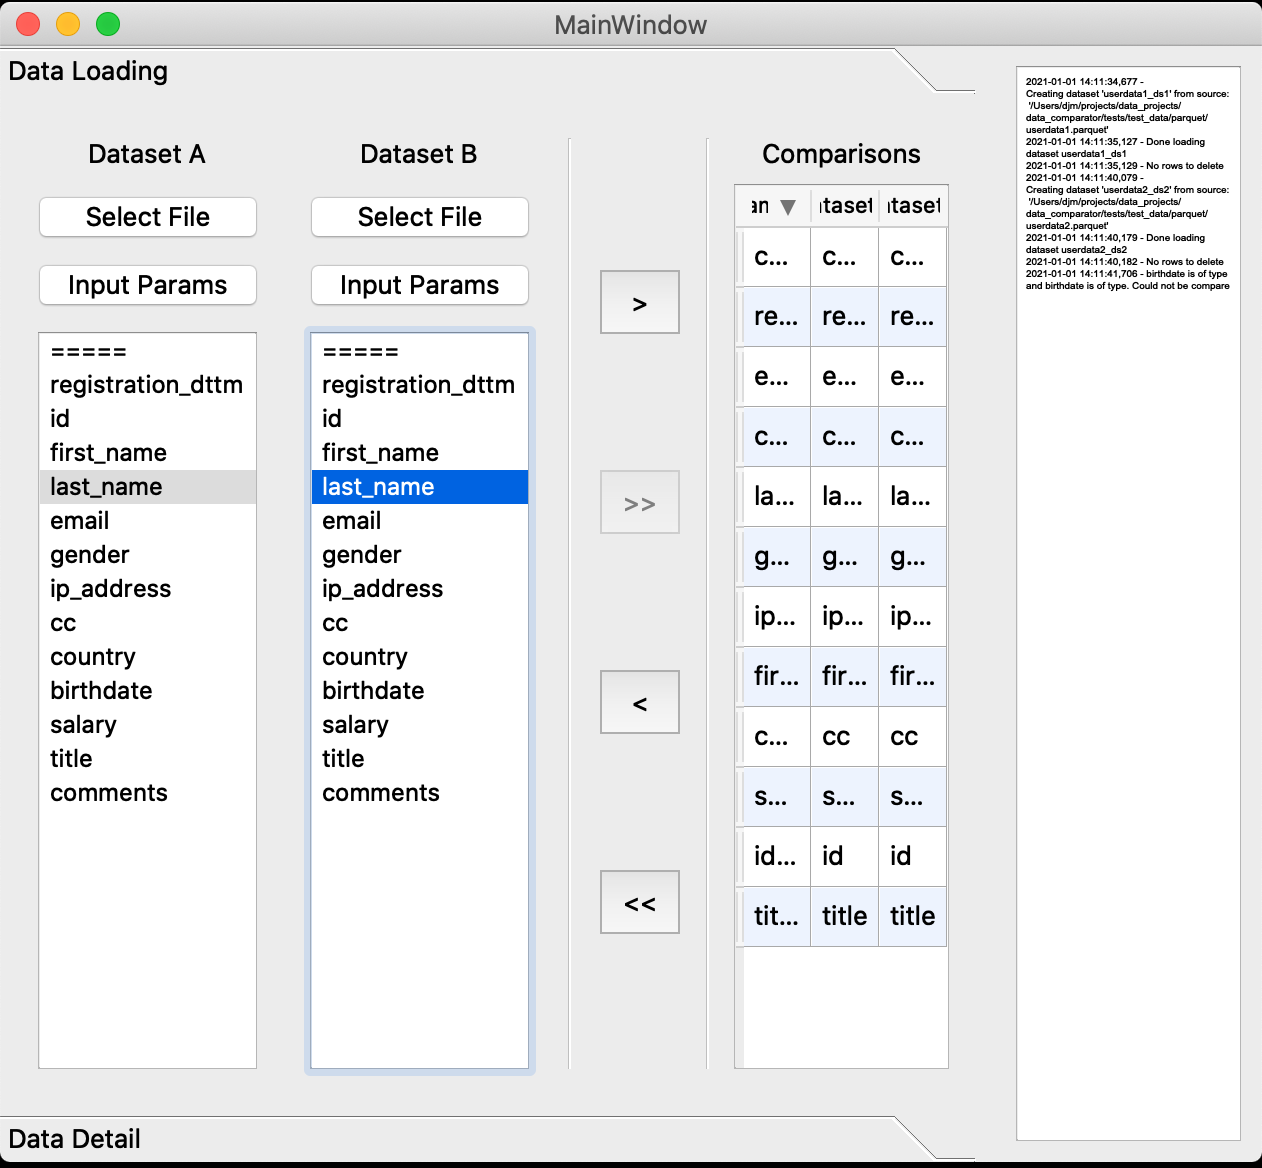 MainWindow
Data Loading
Dataset A
Select File
Input Params
=====
registration_dttm
id
first_name
last_name
email
gender
ip_address
cc
country
birthdate
salary
title
comments
Dataset B
Select File
Input Params
=====
registration_dttm
id
first_name
last_name
email
gender
ip_address
cc
country
birthdate
salary
title
comments
>
>>
<
<<
Comparisons
an ▼ ıtaset ıtaset
c... c... c...
re... re... re...
e... e... e...
c... c... c...
la... la... la...
g... g... g...
ip... ip... ip...
fir... fir... fir...
c... cc cc
s... s... s...
id... id id
tit... title title
2021-01-01 14:11:34,677 -
Creating dataset 'userdata1_ds1' from source:
'/Users/djm/projects/data_projects/
data_comparator/tests/test_data/parquet/
userdata1.parquet'
2021-01-01 14:11:35,127 - Done loading
dataset userdata1_ds1
2021-01-01 14:11:35,129 - No rows to delete
2021-01-01 14:11:40,079 -
Creating dataset 'userdata2_ds2' from source:
'/Users/djm/projects/data_projects/
data_comparator/tests/test_data/parquet/
userdata2.parquet'
2021-01-01 14:11:40,179 - Done loading
dataset userdata2_ds2
2021-01-01 14:11:40,182 - No rows to delete
2021-01-01 14:11:41,706 - birthdate is of type
and birthdate is of type. Could not be compare
Data Detail